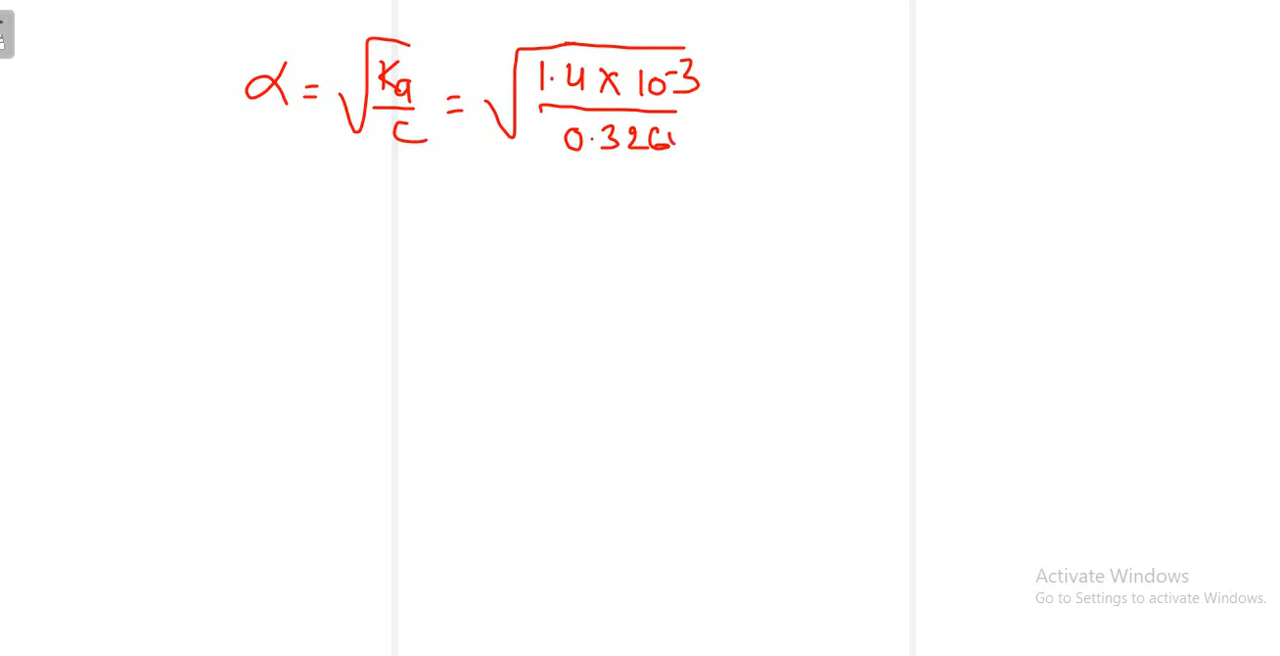 α = √(Ka/C) = √(1.4 × 10-3/0.326)
Activate Windows
Go to Settings to activate Windows.